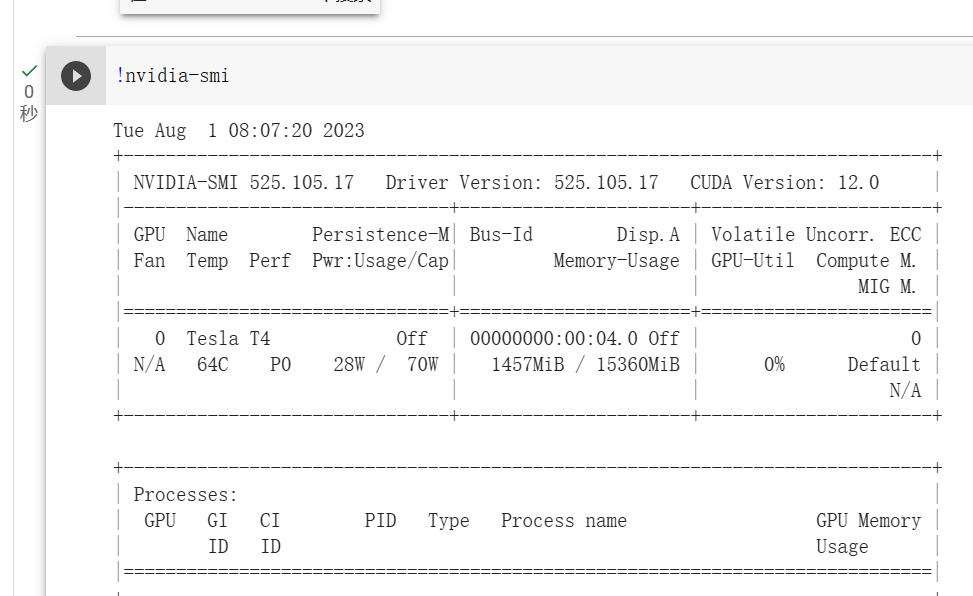 !nvidia-smi
0
秒
Tue Aug  1 08:07:20 2023
+-----------------------------------------------------------------------------+
| NVIDIA-SMI 525.105.17   Driver Version: 525.105.17   CUDA Version: 12.0     |
|-------------------------------+----------------------+----------------------+
| GPU  Name        Persistence-M| Bus-Id        Disp.A | Volatile Uncorr. ECC |
| Fan  Temp  Perf  Pwr:Usage/Cap|         Memory-Usage | GPU-Util  Compute M. |
|                               |                      |               MIG M. |
|===============================+======================+======================|
|   0  Tesla T4            Off  | 00000000:00:04.0 Off |                    0 |
| N/A   64C    P0    28W /  70W |   1457MiB / 15360MiB |      0%      Default |
|                               |                      |                  N/A |
+-------------------------------+----------------------+----------------------+
+-----------------------------------------------------------------------------+
| Processes:                                                                  |
|  GPU   GI   CI        PID   Type   Process name                  GPU Memory |
|        ID   ID                                                   Usage      |
|=============================================================================|